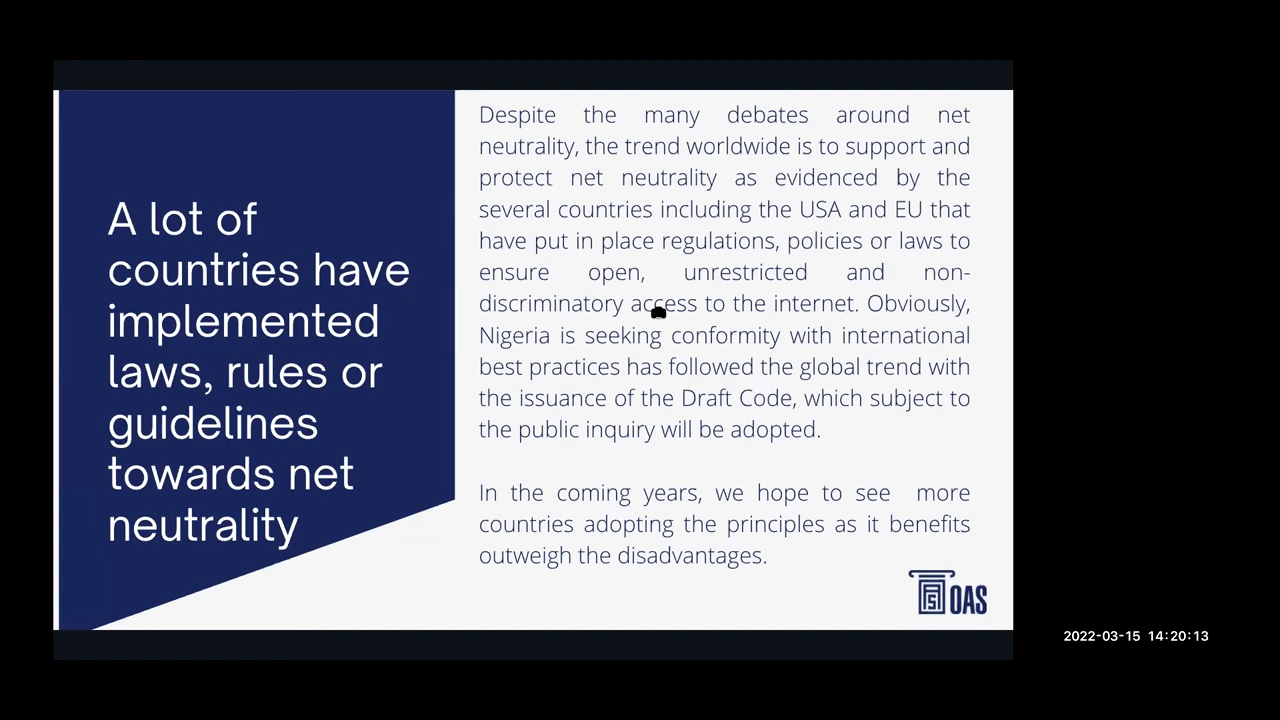 A lot of
countries have
implemented
laws, rules or
guidelines
towards net
neutrality
Despite the many debates around net
neutrality, the trend worldwide is to support and
protect net neutrality as evidenced by the
several countries including the USA and EU that
have put in place regulations, policies or laws to
ensure open, unrestricted and non-
discriminatory access to the internet. Obviously,
Nigeria is seeking conformity with international
best practices has followed the global trend with
the issuance of the Draft Code, which subject to
the public inquiry will be adopted.
In the coming years, we hope to see more
countries adopting the principles as it benefits
outweigh the disadvantages.
OAS
2022-03-15 14:20:13